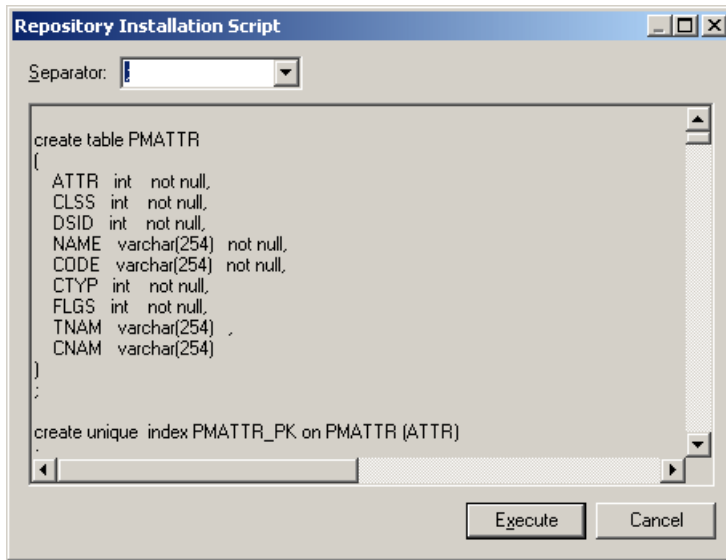 Repository Installation Script
Separator: ;
create table PMATTR
(
ATTR int not null,
CLSS int not null,
DSID int not null,
NAME varchar(254) not null,
CODE varchar(254) not null,
CTYP int not null,
FLGS int not null,
TNAM varchar(254) ,
CNAM varchar(254)
)
;
create unique index PMATTR_PK on PMATTR (ATTR)
Execute Cancel